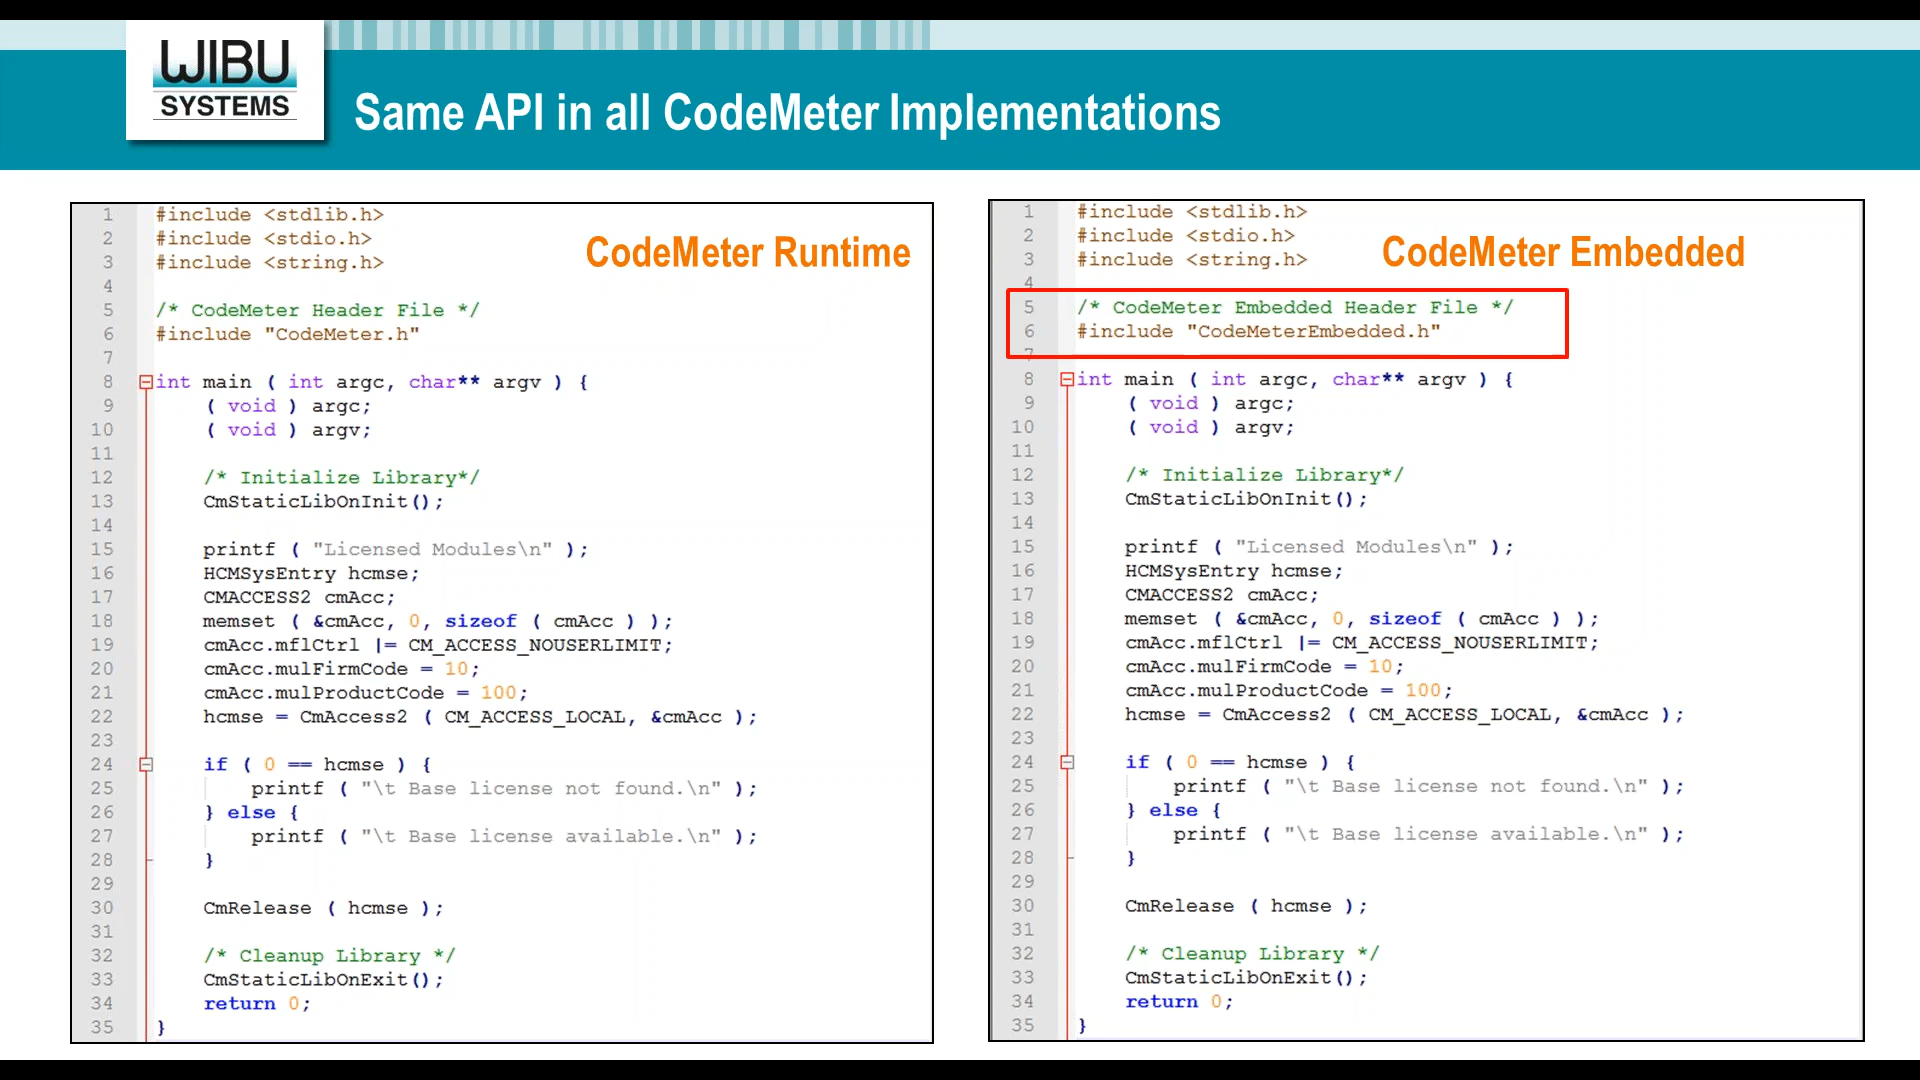 WIBU
SYSTEMS
Same API in all CodeMeter Implementations
CodeMeter Runtime
1 #include <stdlib.h>
2 #include <stdio.h>
3 #include <string.h>
4
5 /* CodeMeter Header File */
6 #include "CodeMeter.h"
7
8 int main ( int argc, char** argv ) {
9 ( void ) argc;
10 ( void ) argv;
11
12 /* Initialize Library*/
13 CmStaticLibOnInit();
14
15 printf ( "Licensed Modules\n" );
16 HCMSysEntry hcmse;
17 CMACCESS2 cmAcc;
18 memset ( &cmAcc, 0, sizeof ( cmAcc ) );
19 cmAcc.mflCtrl |= CM_ACCESS_NOUSERLIMIT;
20 cmAcc.mulFirmCode = 10;
21 cmAcc.mulProductCode = 100;
22 hcmse = CmAccess2 ( CM_ACCESS_LOCAL, &cmAcc );
23
24 if ( 0 == hcmse ) {
25 printf ( "\t Base license not found.\n" );
26 } else {
27 printf ( "\t Base license available.\n" );
28 }
29
30 CmRelease ( hcmse );
31
32 /* Cleanup Library */
33 CmStaticLibOnExit();
34 return 0;
35 }
CodeMeter Embedded
1 #include <stdlib.h>
2 #include <stdio.h>
3 #include <string.h>
4
5 /* CodeMeter Embedded Header File */
6 #include "CodeMeterEmbedded.h"
7
8 int main ( int argc, char** argv ) {
9 ( void ) argc;
10 ( void ) argv;
11
12 /* Initialize Library*/
13 CmStaticLibOnInit();
14
15 printf ( "Licensed Modules\n" );
16 HCMSysEntry hcmse;
17 CMACCESS2 cmAcc;
18 memset ( &cmAcc, 0, sizeof ( cmAcc ) );
19 cmAcc.mflCtrl |= CM_ACCESS_NOUSERLIMIT;
20 cmAcc.mulFirmCode = 10;
21 cmAcc.mulProductCode = 100;
22 hcmse = CmAccess2 ( CM_ACCESS_LOCAL, &cmAcc );
23
24 if ( 0 == hcmse ) {
25 printf ( "\t Base license not found.\n" );
26 } else {
27 printf ( "\t Base license available.\n" );
28 }
29
30 CmRelease ( hcmse );
31
32 /* Cleanup Library */
33 CmStaticLibOnExit();
34 return 0;
35 }